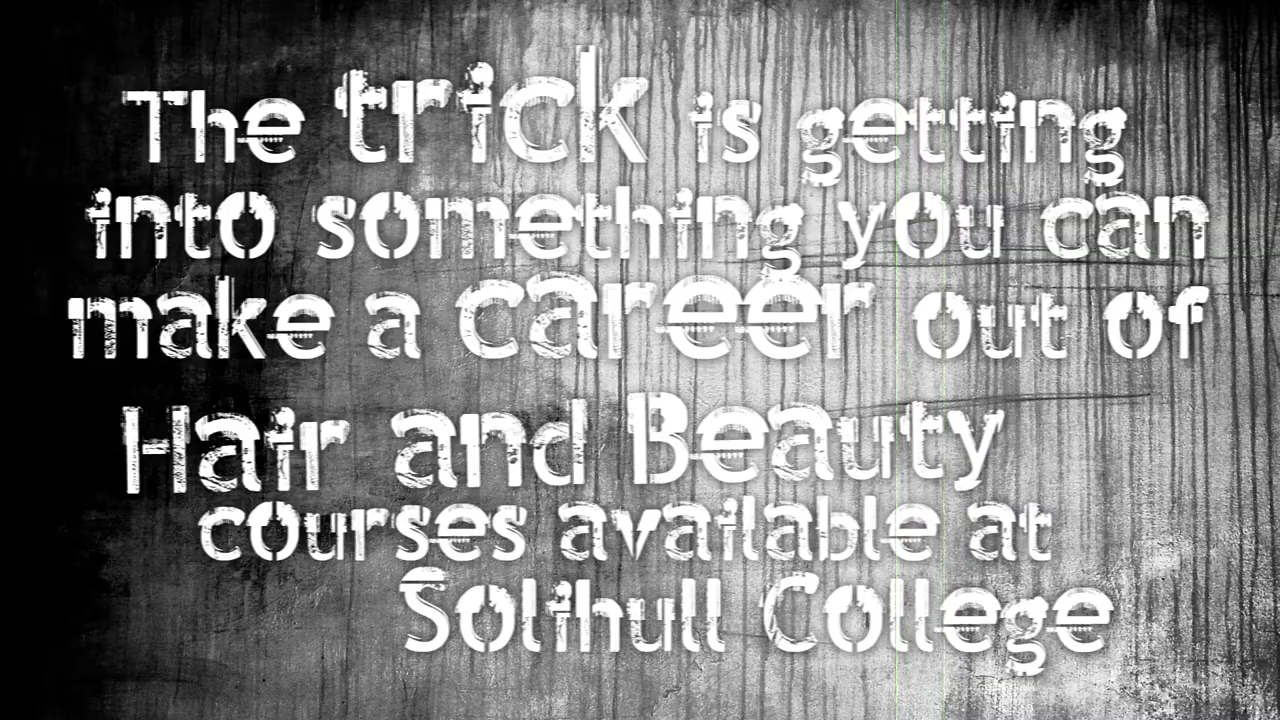 The trick is getting
into something you can
make a career out of
Hair and Beauty
courses available at
Solihull College